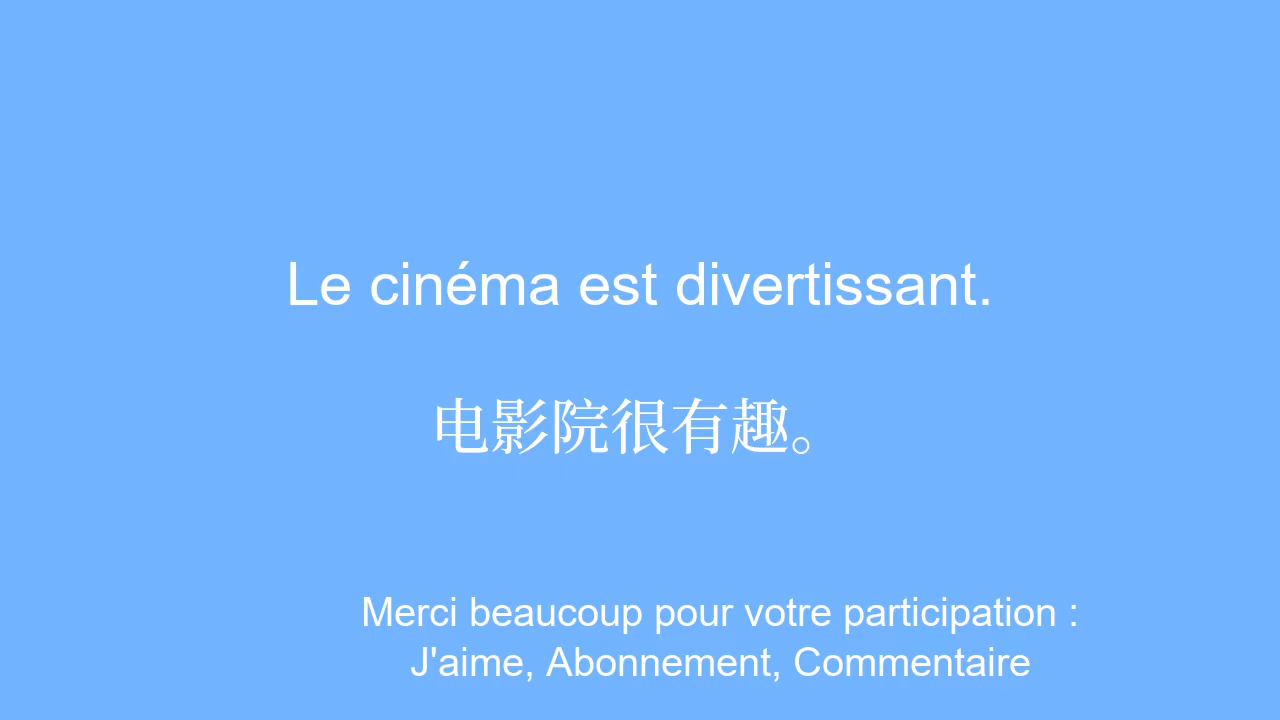 Le cinéma est divertissant.
电影院很有趣。
Merci beaucoup pour votre participation :
J'aime, Abonnement, Commentaire